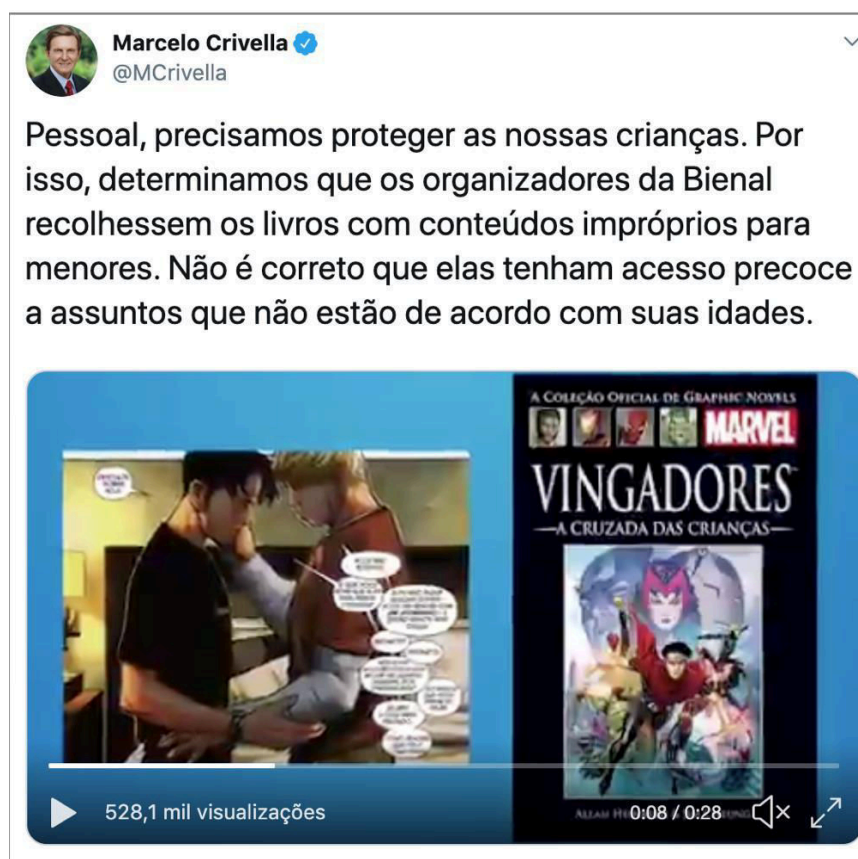 Marcelo Crivella
@MCrivella
Pessoal, precisamos proteger as nossas crianças. Por
isso, determinamos que os organizadores da Bienal
recolhessem os livros com conteúdos impróprios para
menores. Não é correto que elas tenham acesso precoce
a assuntos que não estão de acordo com suas idades.
A COLEÇÃO OFICIAL DE GRAPHIC NOVELS
MARVEL
VINGADORES
A CRUZADA DAS CRIANÇAS
528,1 mil visualizações
0:08 / 0:28